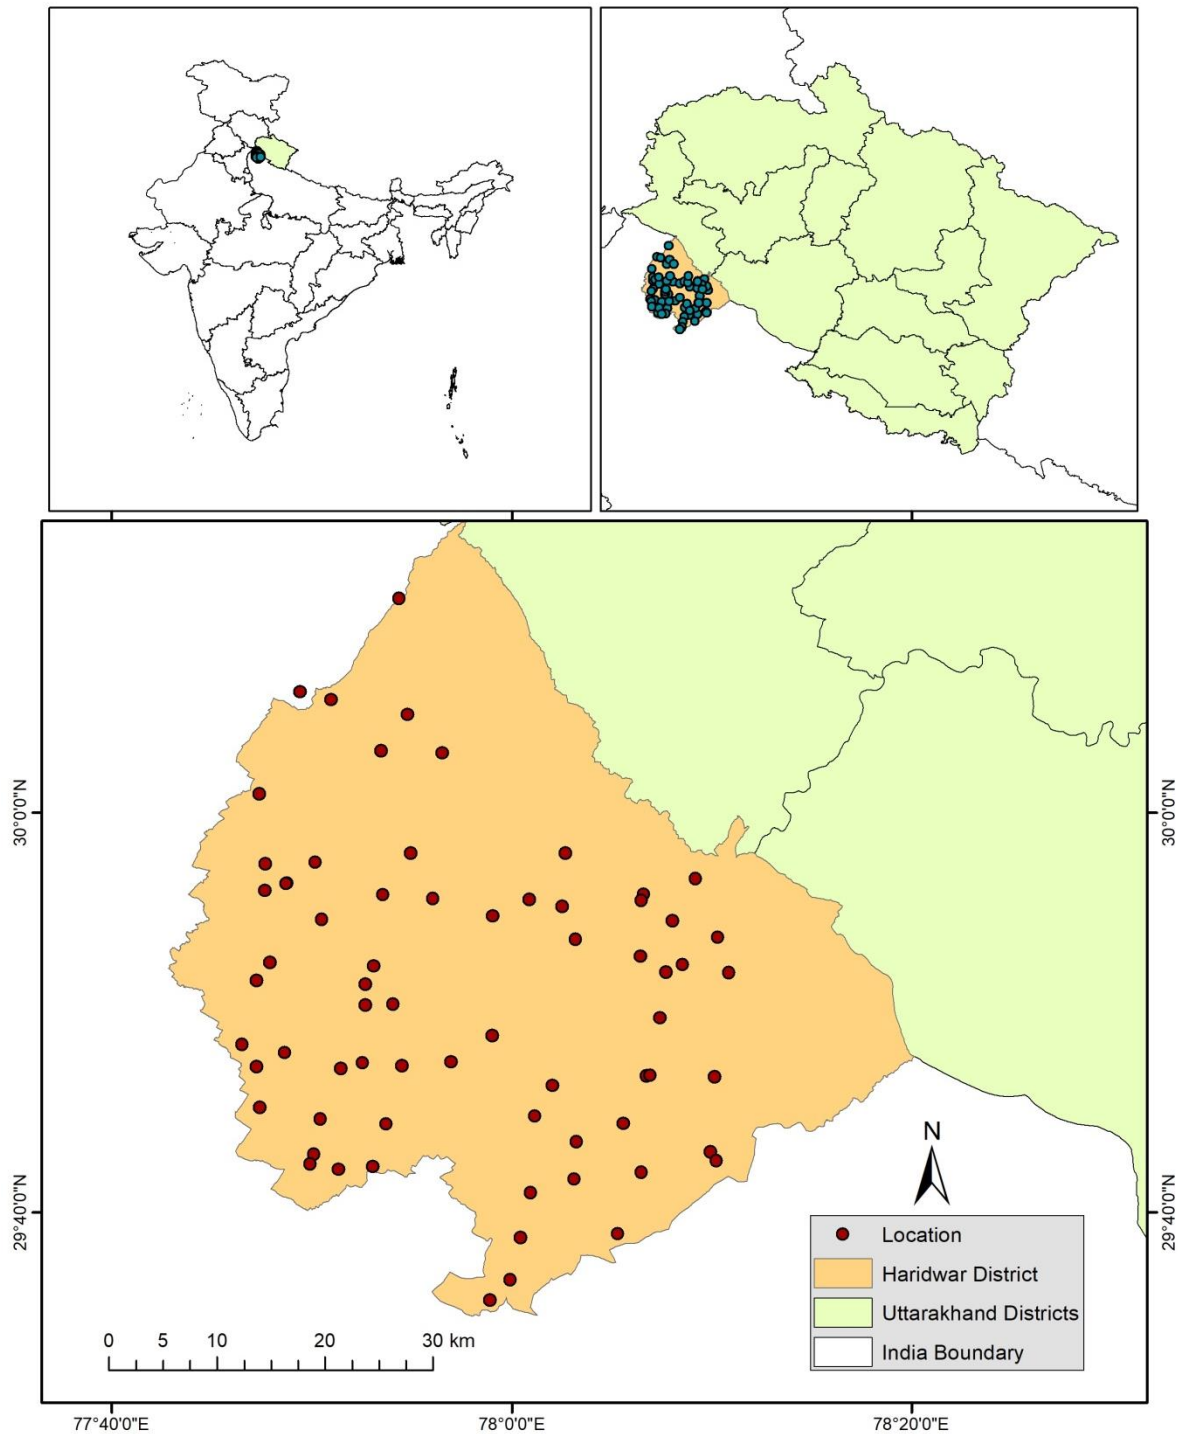 30°0'0"N
30°0'0"N
N
29°40'0"N
29°40'0"N
Location
Haridwar District
Uttarakhand Districts
India Boundary
0 5 10 20 30 km
77°40'0"E
78°0'0"E
78°20'0"E